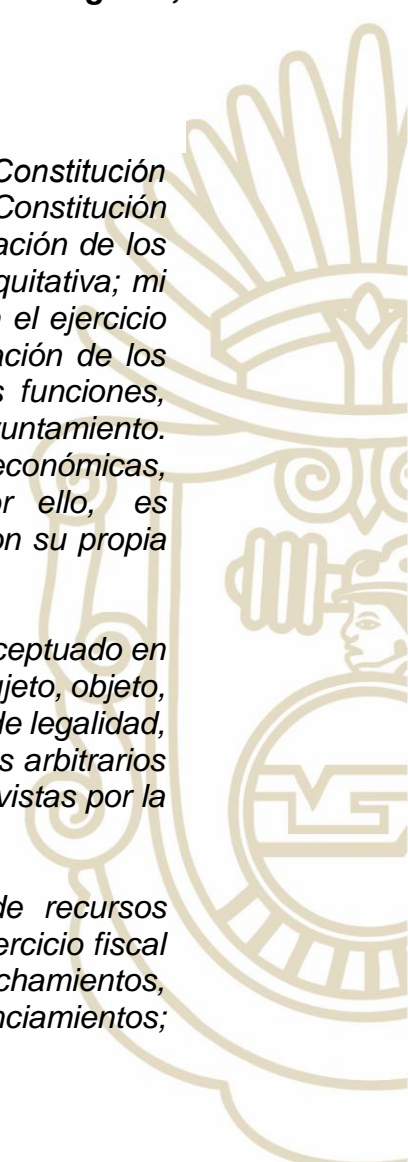 Constitución
Constitución
ación de los
quitativa; mi
el ejercicio
ación de los
funciones,
untamiento.
económicas,
ello, es
on su propia
ceptuado en
jeto, objeto,
de legalidad,
s arbitrarios
vistas por la
de recursos
ercicio fiscal
chamientos,
nciamientos;